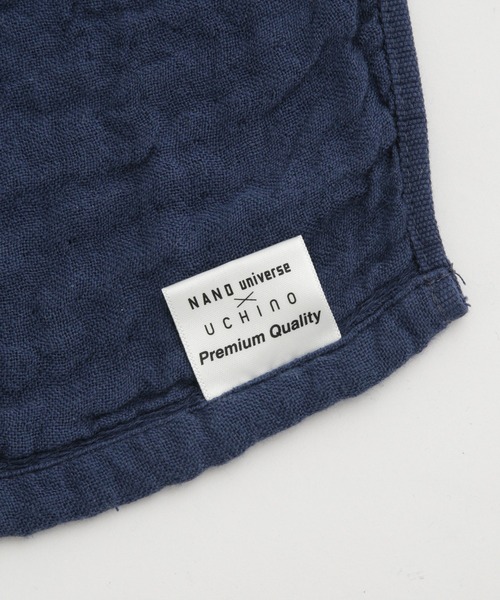 NANO universe
×
UCHINO
Premium Quality